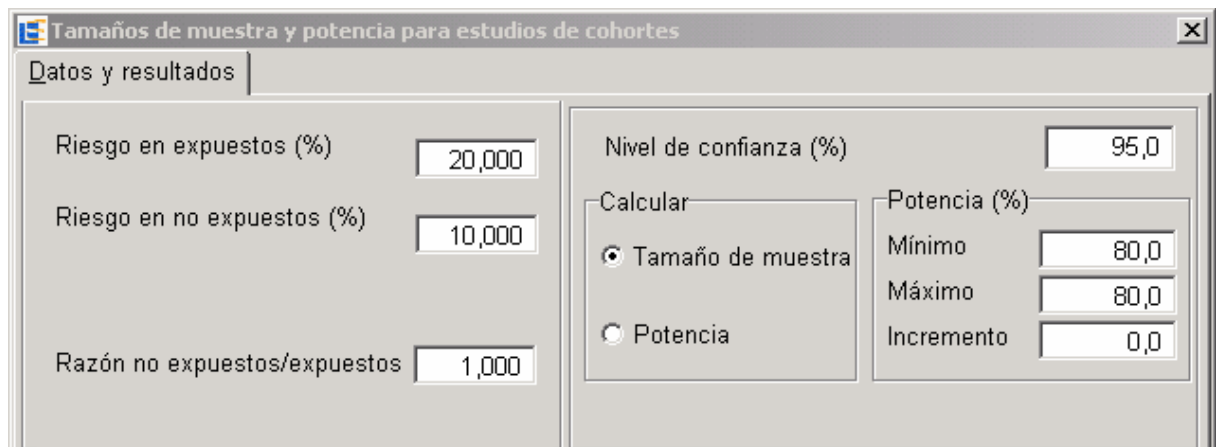 Tamaños de muestra y potencia para estudios de cohortes
Datos y resultados
Riesgo en expuestos (%) 20,000
Riesgo en no expuestos (%) 10,000
Razón no expuestos/expuestos 1,000
Nivel de confianza (%) 95,0
Calcular
Tamaño de muestra
Potencia
Potencia (%)
Mínimo 80,0
Máximo 80,0
Incremento 0,0